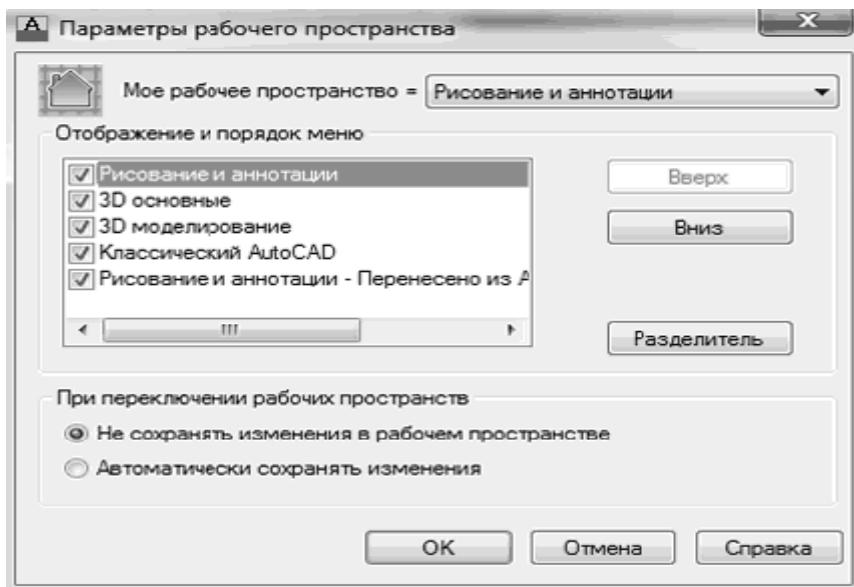 Параметры рабочего пространства
Мое рабочее пространство = Рисование и аннотации
Отображение и порядок меню
Рисование и аннотации
3D основные
3D моделирование
Классический AutoCAD
Рисование и аннотации - Перенесено из A
Вверх
Вниз
Разделитель
При переключении рабочих пространств
Не сохранять изменения в рабочем пространстве
Автоматически сохранять изменения
OK Отмена Справка